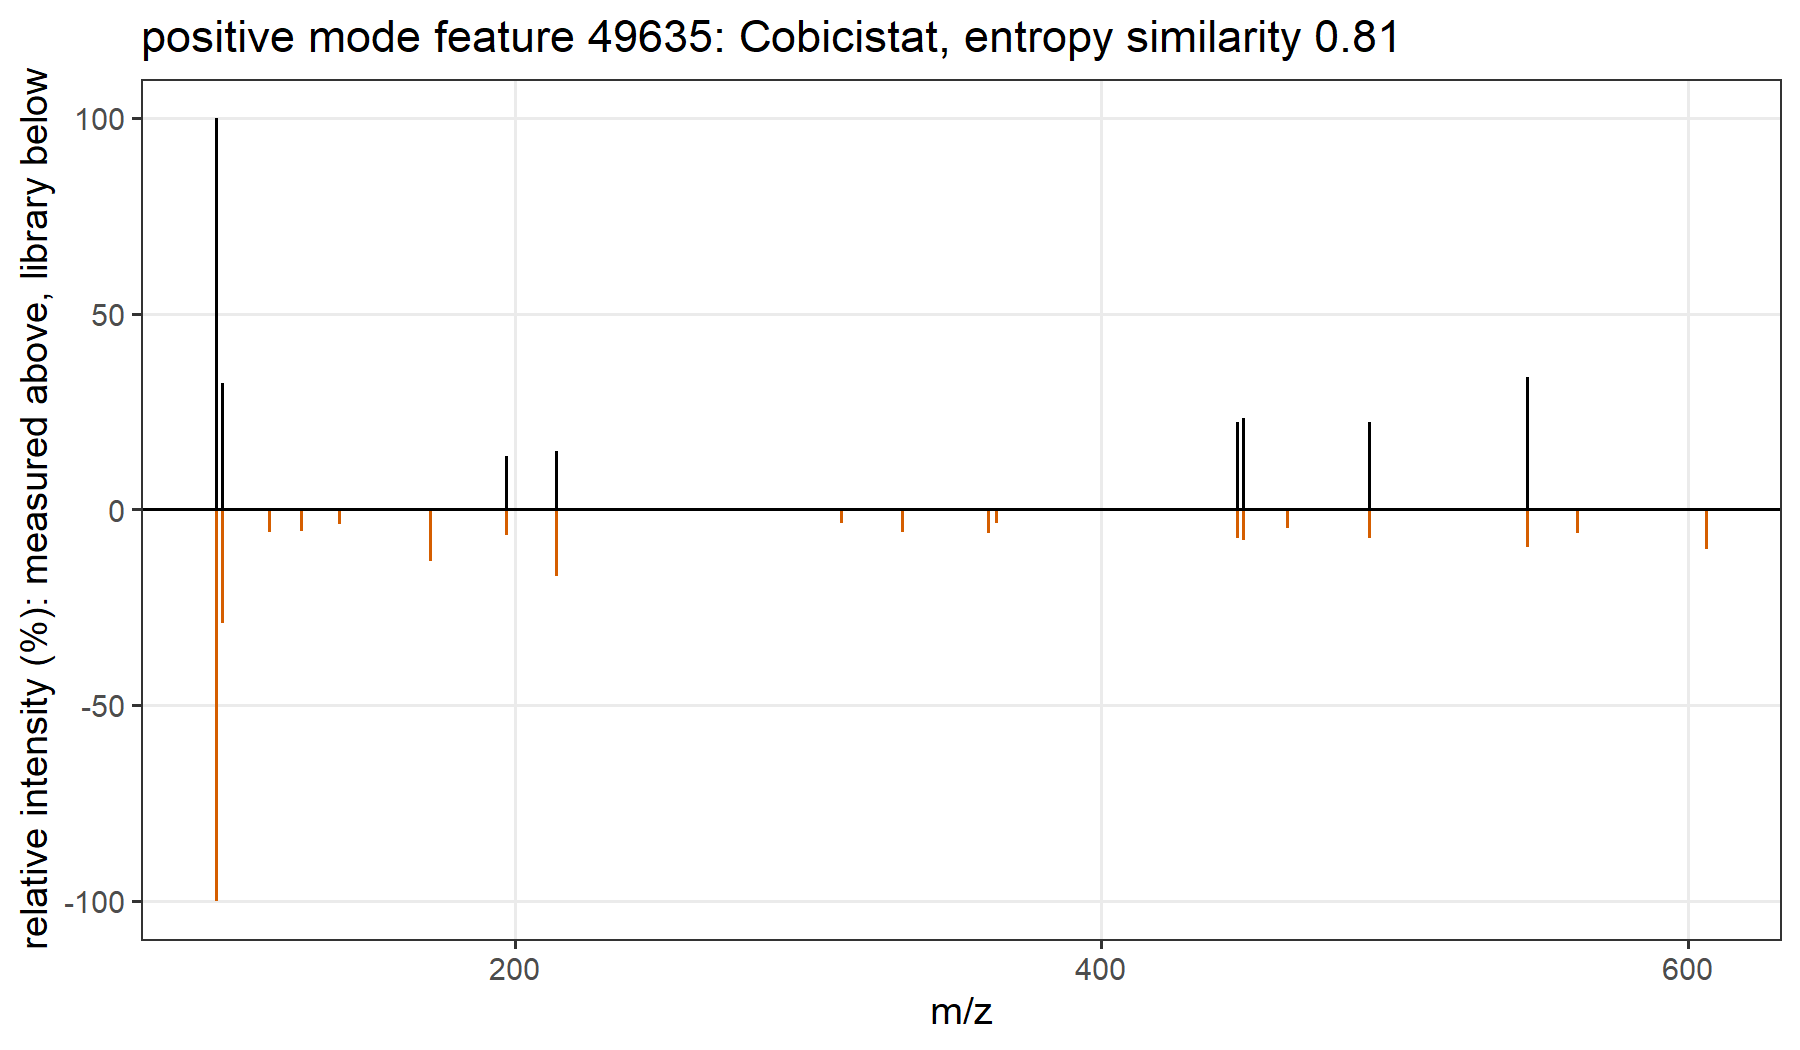 positive mode feature 49635: Cobicistat, entropy similarity 0.81
relative intensity (%): measured above, library below
100
50
0
-50
-100
200
400
600
m/z